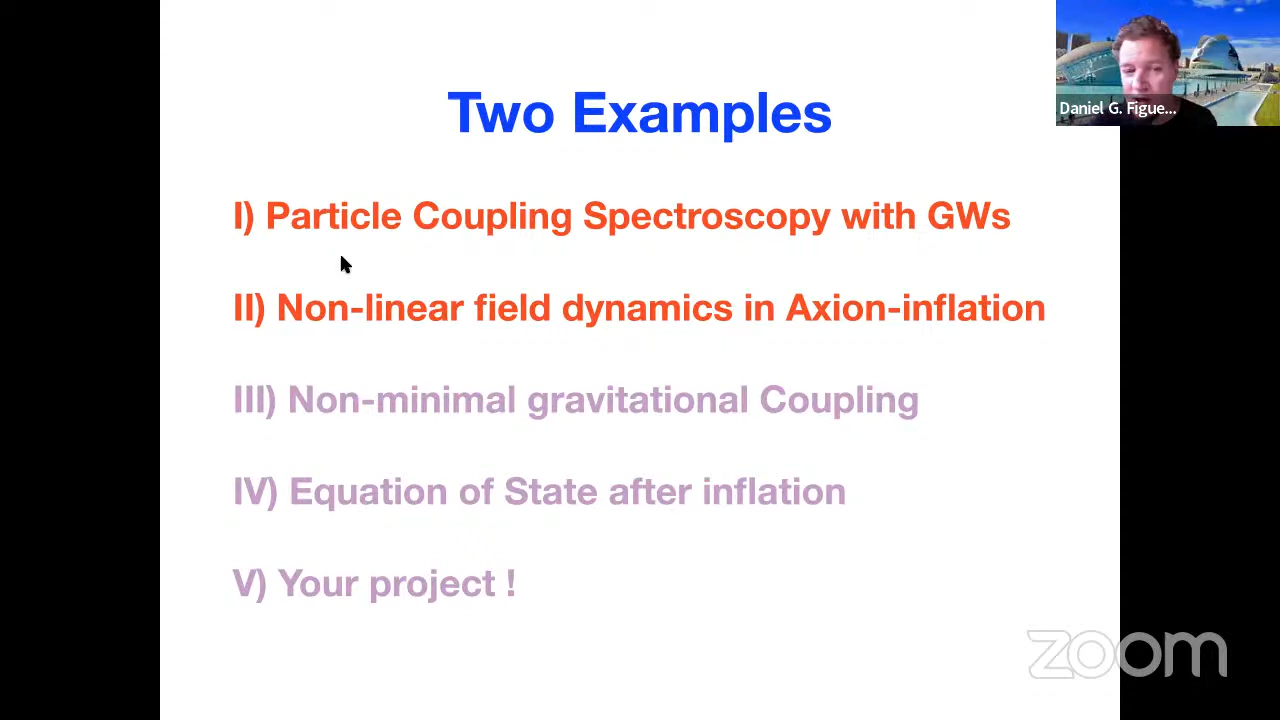 Two Examples
Daniel G. Figue...
I) Particle Coupling Spectroscopy with GWs
II) Non-linear field dynamics in Axion-inflation
III) Non-minimal gravitational Coupling
IV) Equation of State after inflation
V) Your project !
zoom